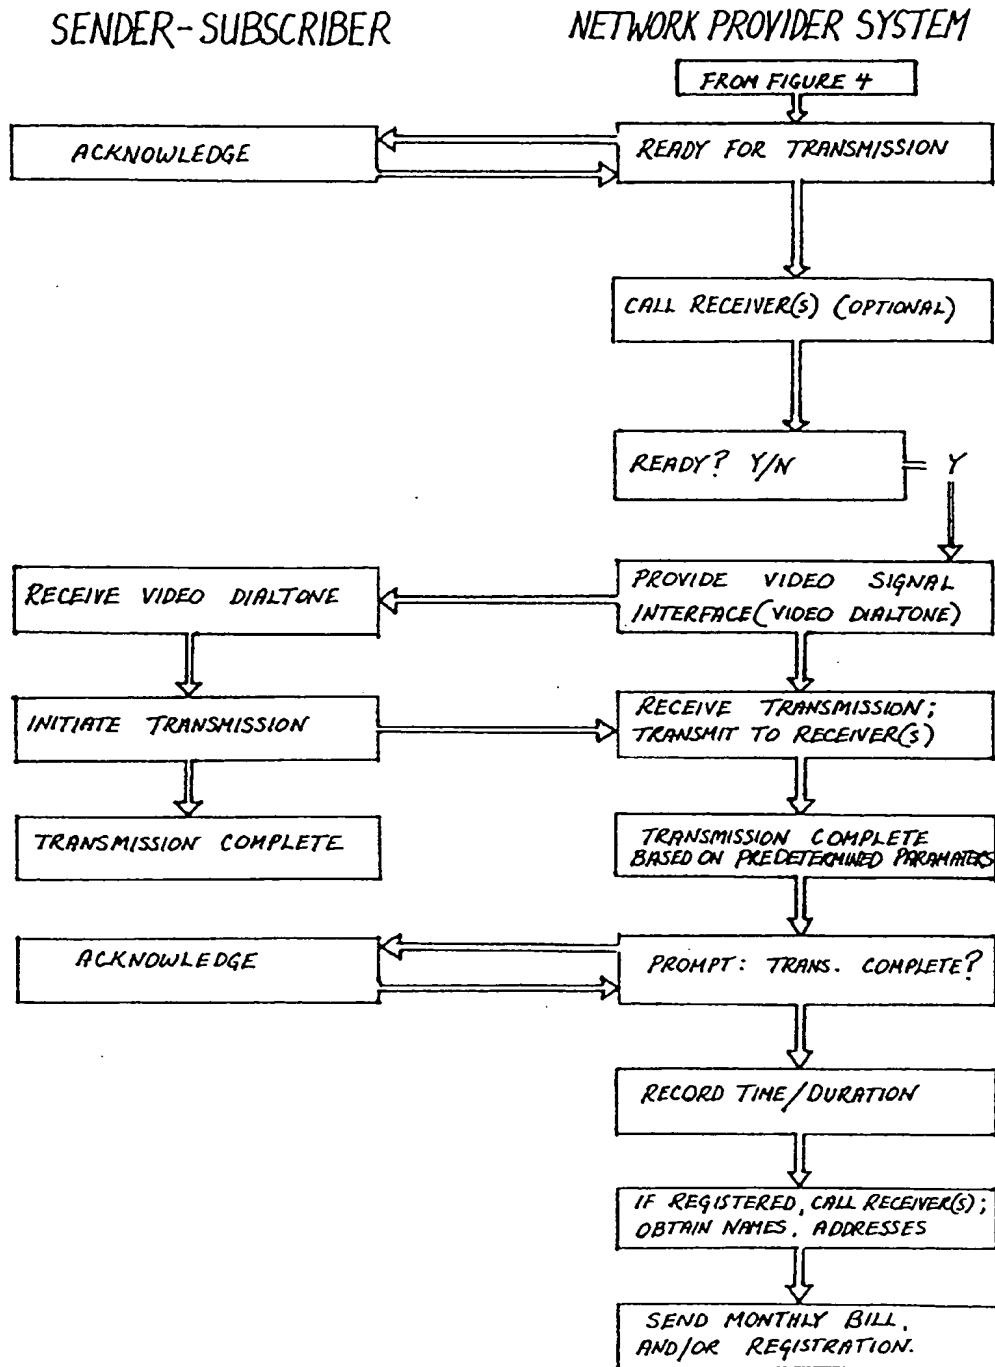 SENDER-SUBSCRIBER
NETWORK PROVIDER SYSTEM
FROM FIGURE 4
ACKNOWLEDGE
READY FOR TRANSMISSION
CALL RECEIVER(S) (OPTIONAL)
READY? Y/N
Y
RECEIVE VIDEO DIALTONE
PROVIDE VIDEO SIGNAL
INTERFACE (VIDEO DIALTONE)
INITIATE TRANSMISSION
RECEIVE TRANSMISSION;
TRANSMIT TO RECEIVER(S)
TRANSMISSION COMPLETE
TRANSMISSION COMPLETE
BASED ON PREDETERMINED PARAMATERS
ACKNOWLEDGE
PROMPT: TRANS. COMPLETE?
RECORD TIME/DURATION
IF REGISTERED, CALL RECEIVER(S);
OBTAIN NAMES, ADDRESSES
SEND MONTHLY BILL,
AND/OR REGISTRATION.